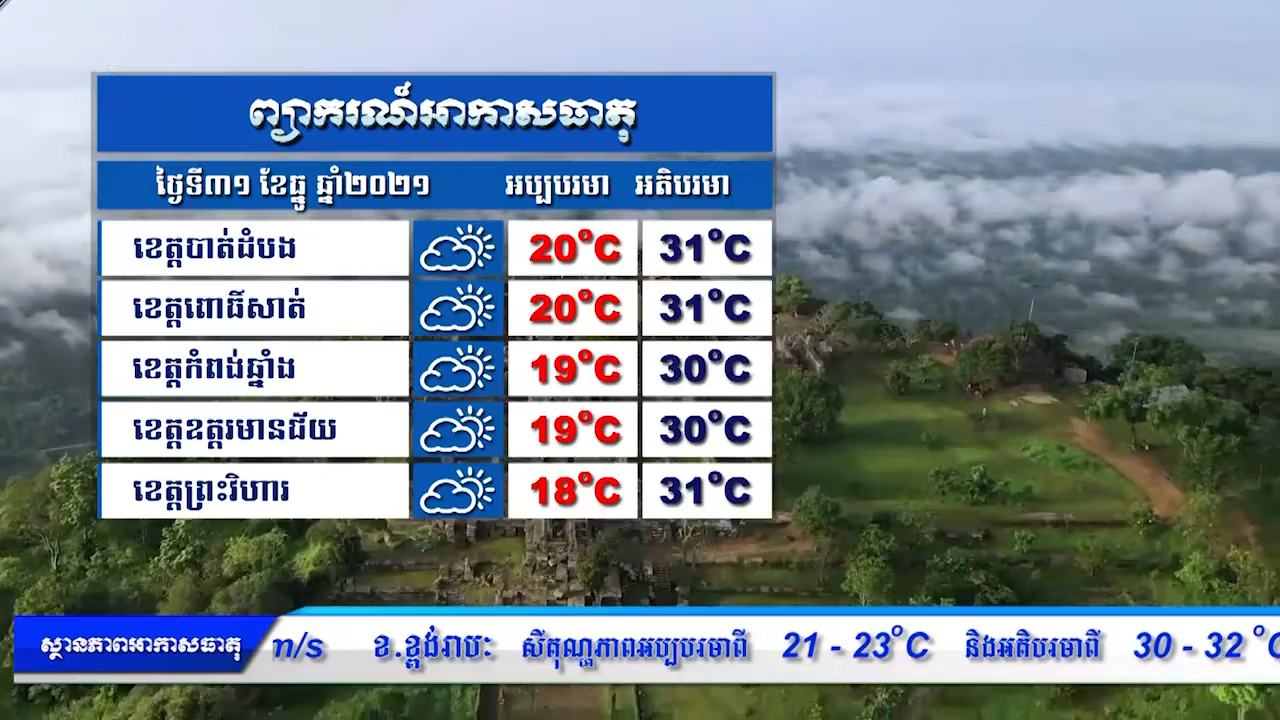 ព្យាករណ៍អាកាសធាតុ
ថ្ងៃទី៣១ ខែធ្នូ ឆ្នាំ២០២១ អប្បបរមា អតិបរមា
ខេត្តបាត់ដំបង 20°C 31°C
ខេត្តពោធិ៍សាត់ 20°C 31°C
ខេត្តកំពង់ឆ្នាំង 19°C 30°C
ខេត្តឧត្តរមានជ័យ 19°C 30°C
ខេត្តព្រះវិហារ 18°C 31°C
ស្ថានភាពអាកាសធាតុ m/s ខ.ខ្ពង់រាបៈ សីតុណ្ហភាពអប្បបរមាពី 21 - 23°C និងអតិបរមាពី 30 - 32 °C